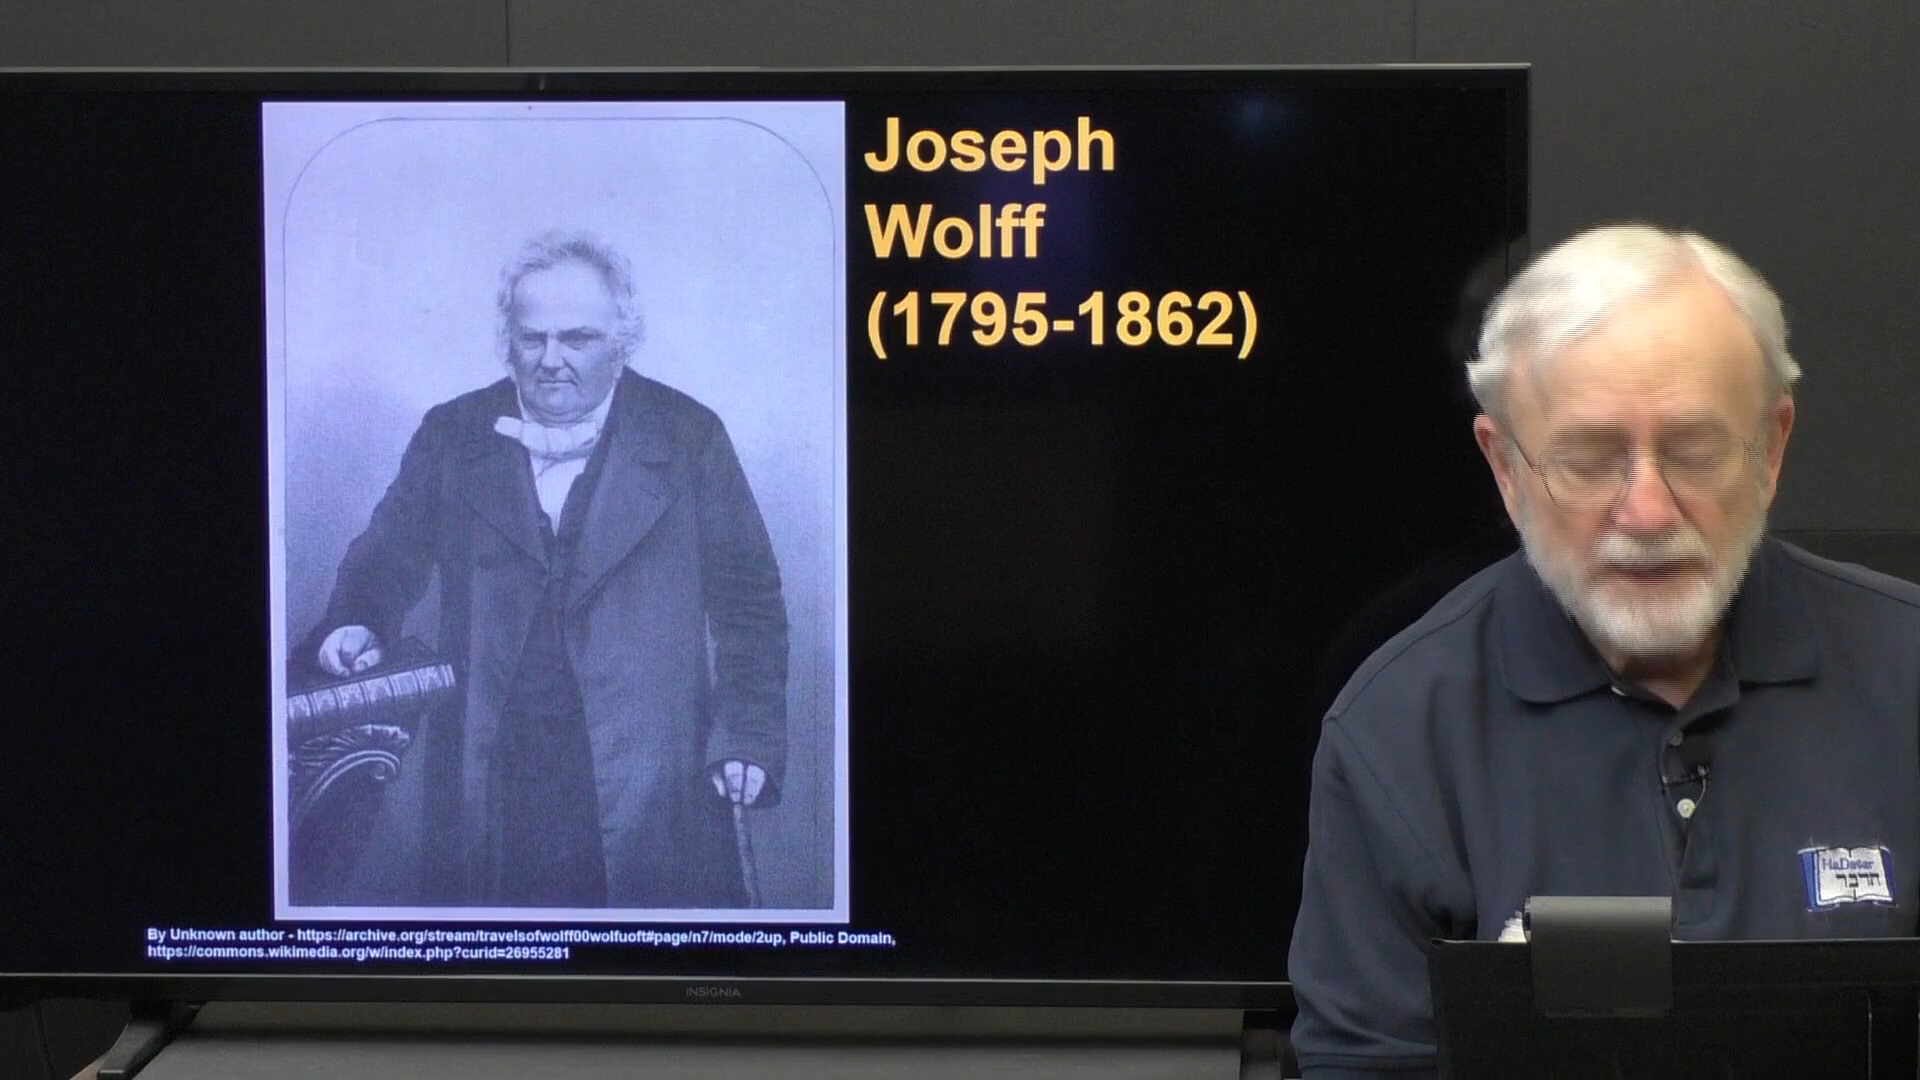 Joseph
Wolff
(1795-1862)
By Unknown author - https://archive.org/stream/travelsofwolff00wolfuoft#page/n7/mode/2up, Public Domain,
https://commons.wikimedia.org/w/index.php?curid=26955281
INSIGNIA
HaDavar
הדבר